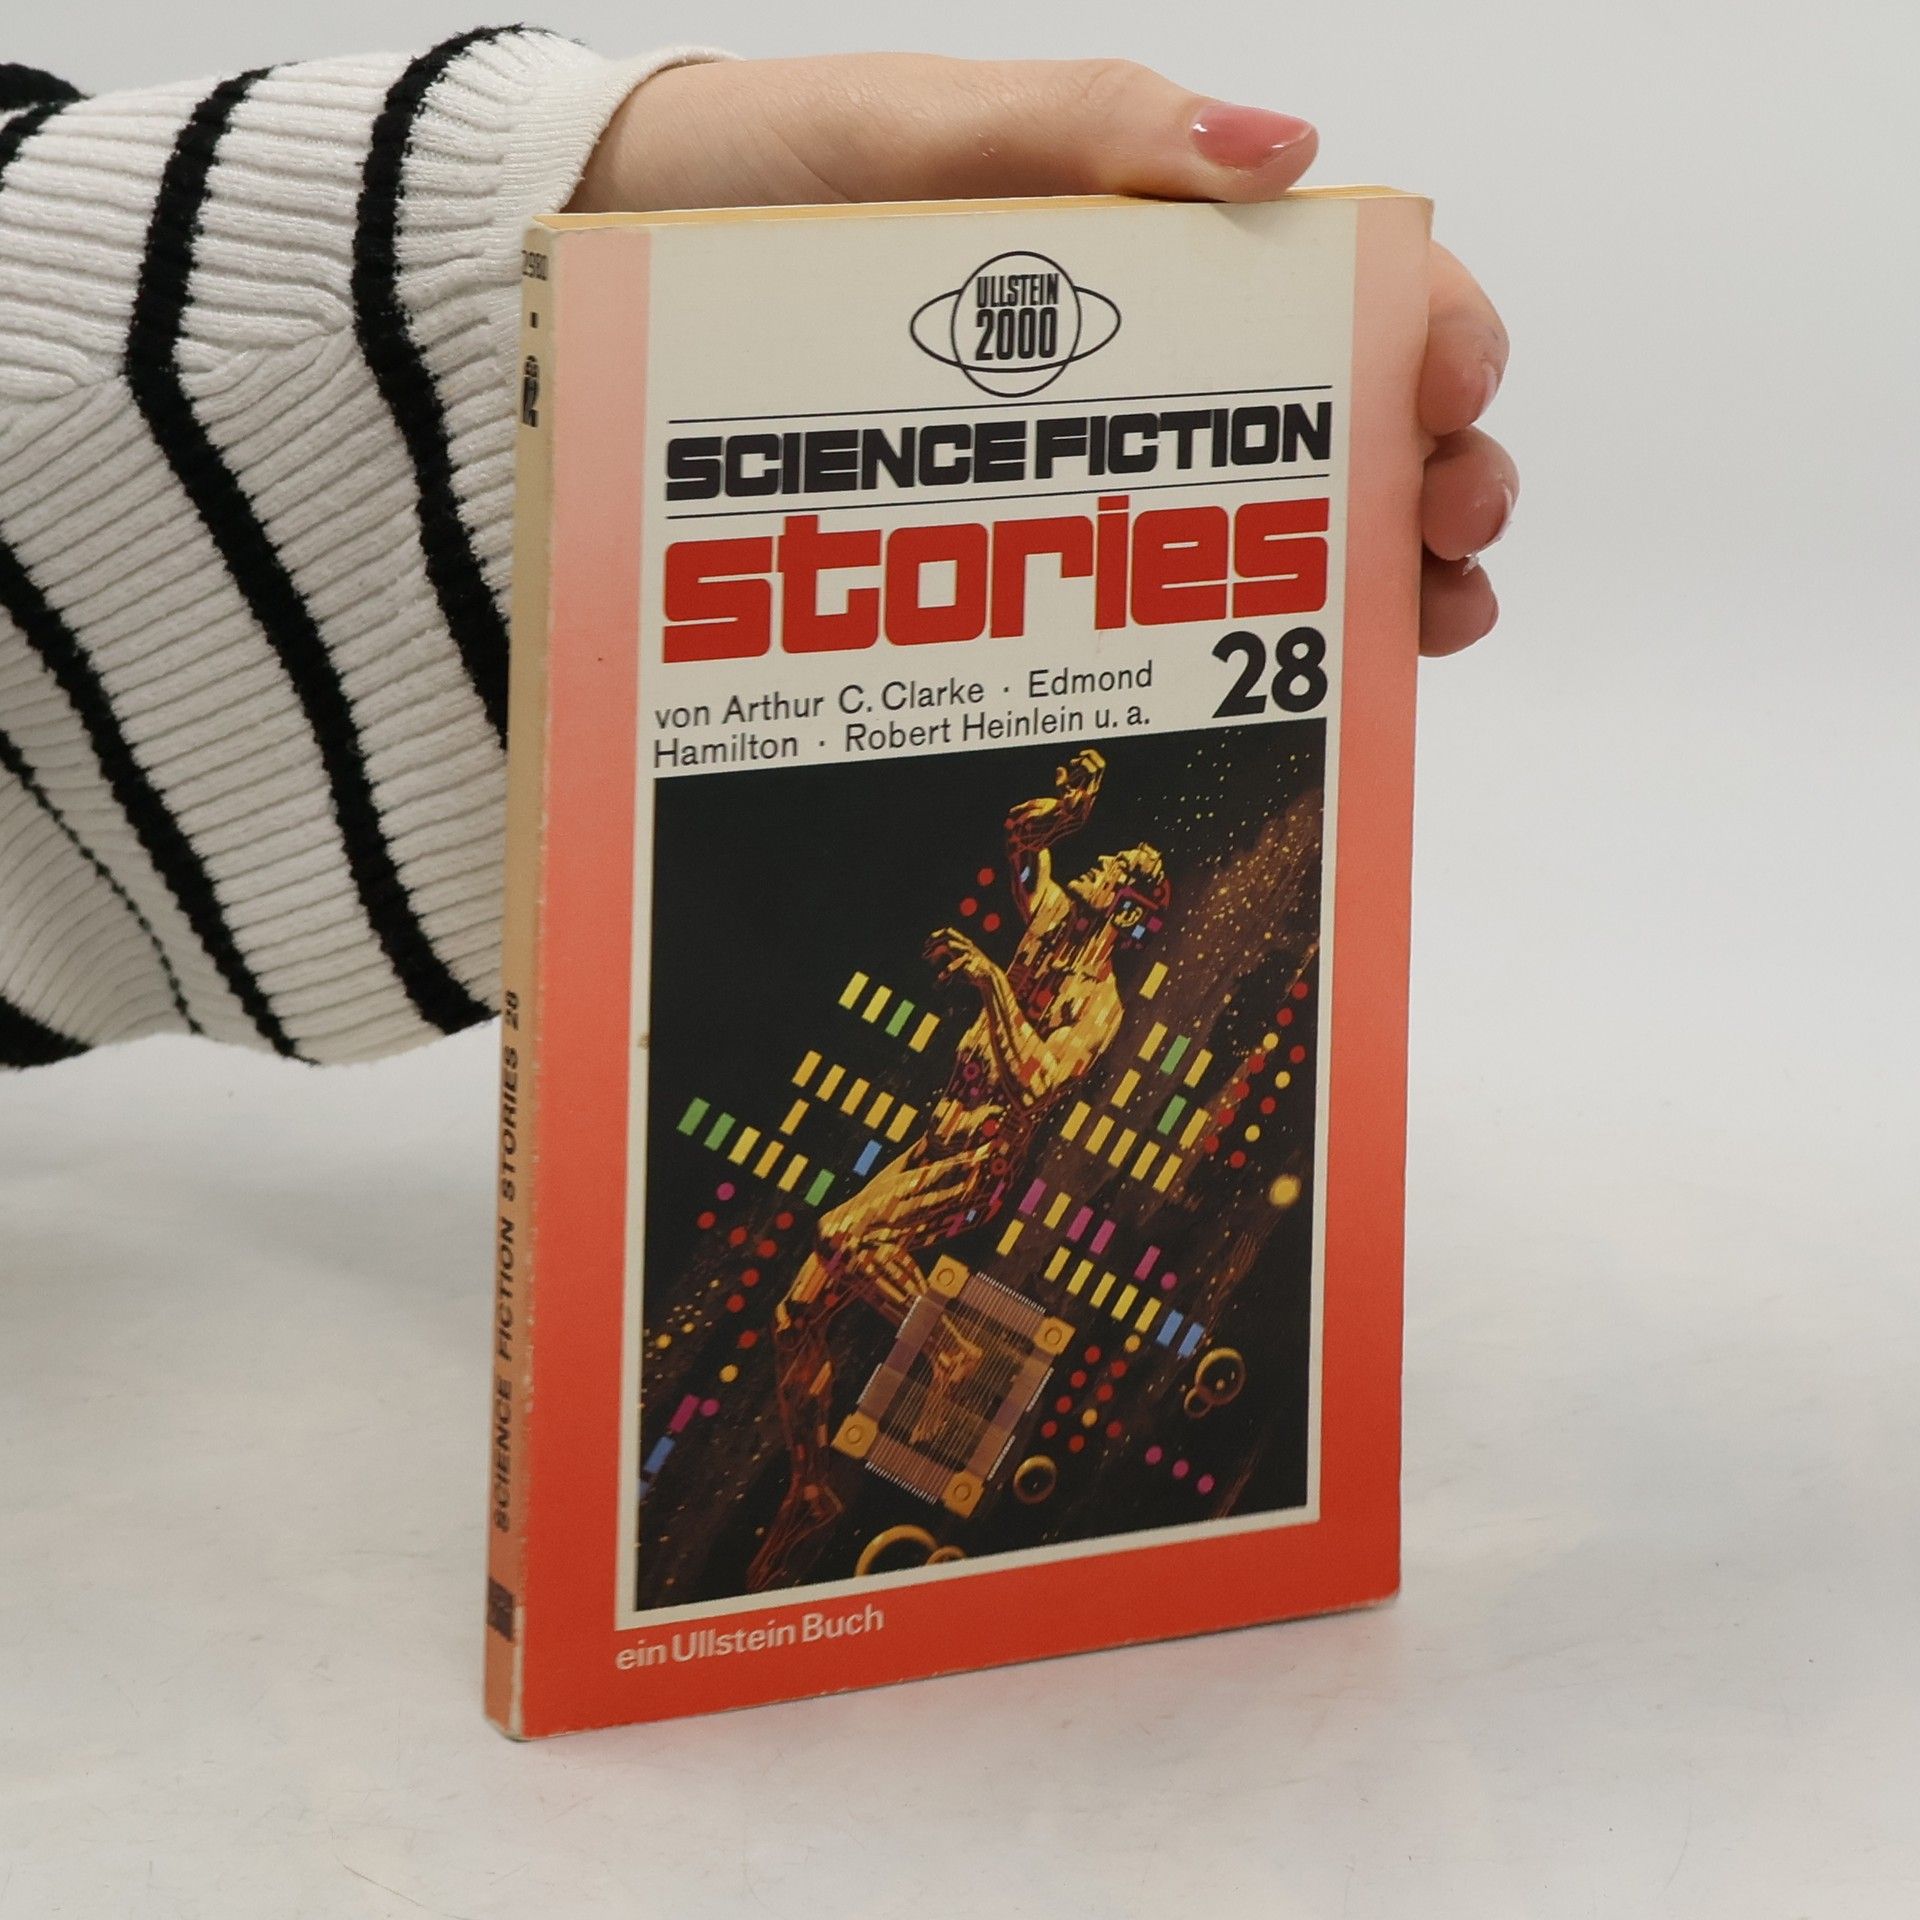 ULLSTEIN
2000
SCIENCE FICTION
stories
28
von Arthur C. Clarke · Edmond
Hamilton · Robert Heinlein u. a.
ein Ullstein Buch
SCIENCE FICTION STORIES 28